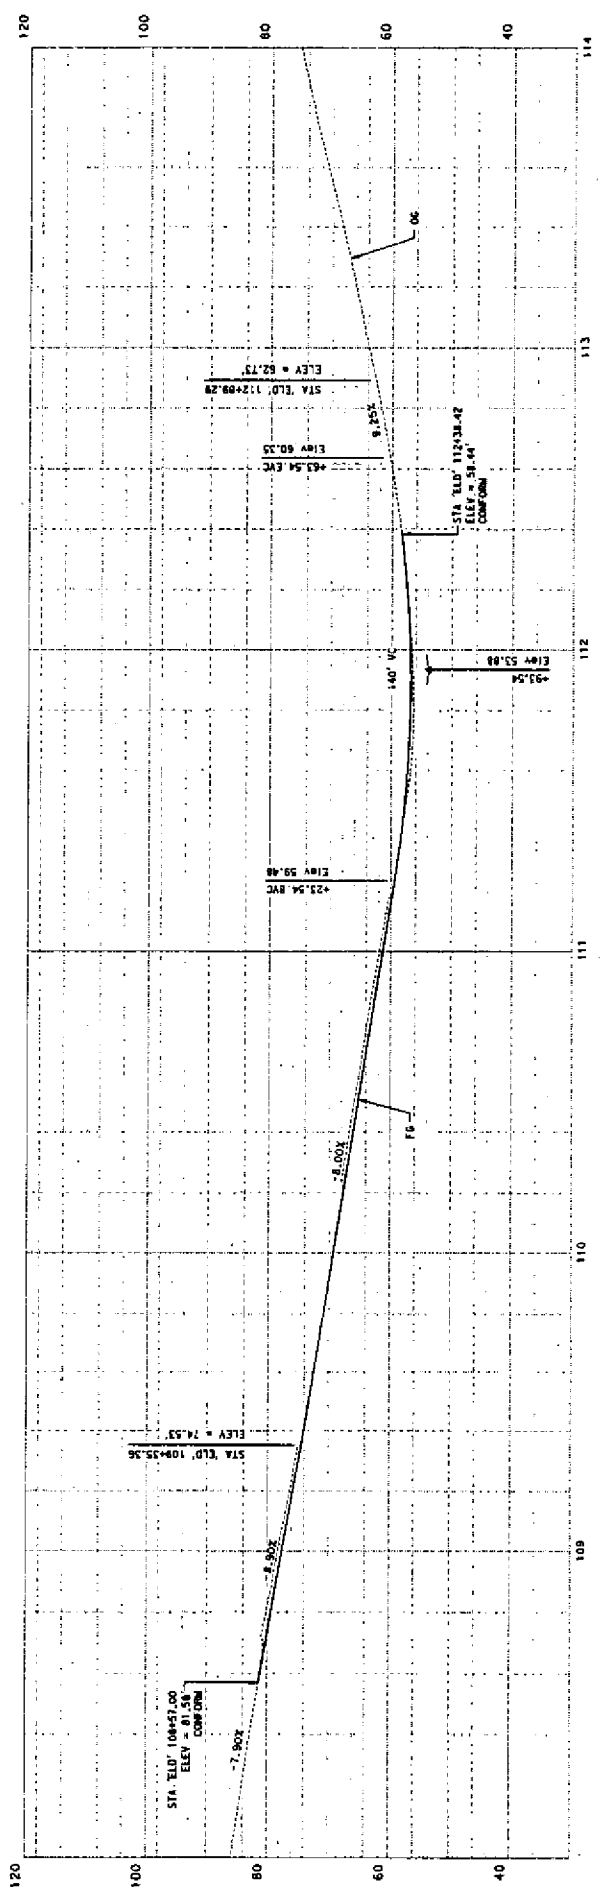 120
100
80
60
40
120
100
80
60
40
108
STA. 'ELD' 108+57.00
ELEV = 81.56'
CONFORM
-7.90%
109
-8.90%
STA 'ELD' 109+35.36
ELEV = 74.53'
110
-8.00%
FG
111
+23.54 BVC
Elev 59.48
140' VC
+93.54
Elev 53.88
112
STA 'ELD' 112+38.42
ELEV = 58.44'
CONFORM
+63.54 EVC
Elev 60.35
9.25%
STA 'ELD' 112+89.29
ELEV = 62.73'
113
OG
114